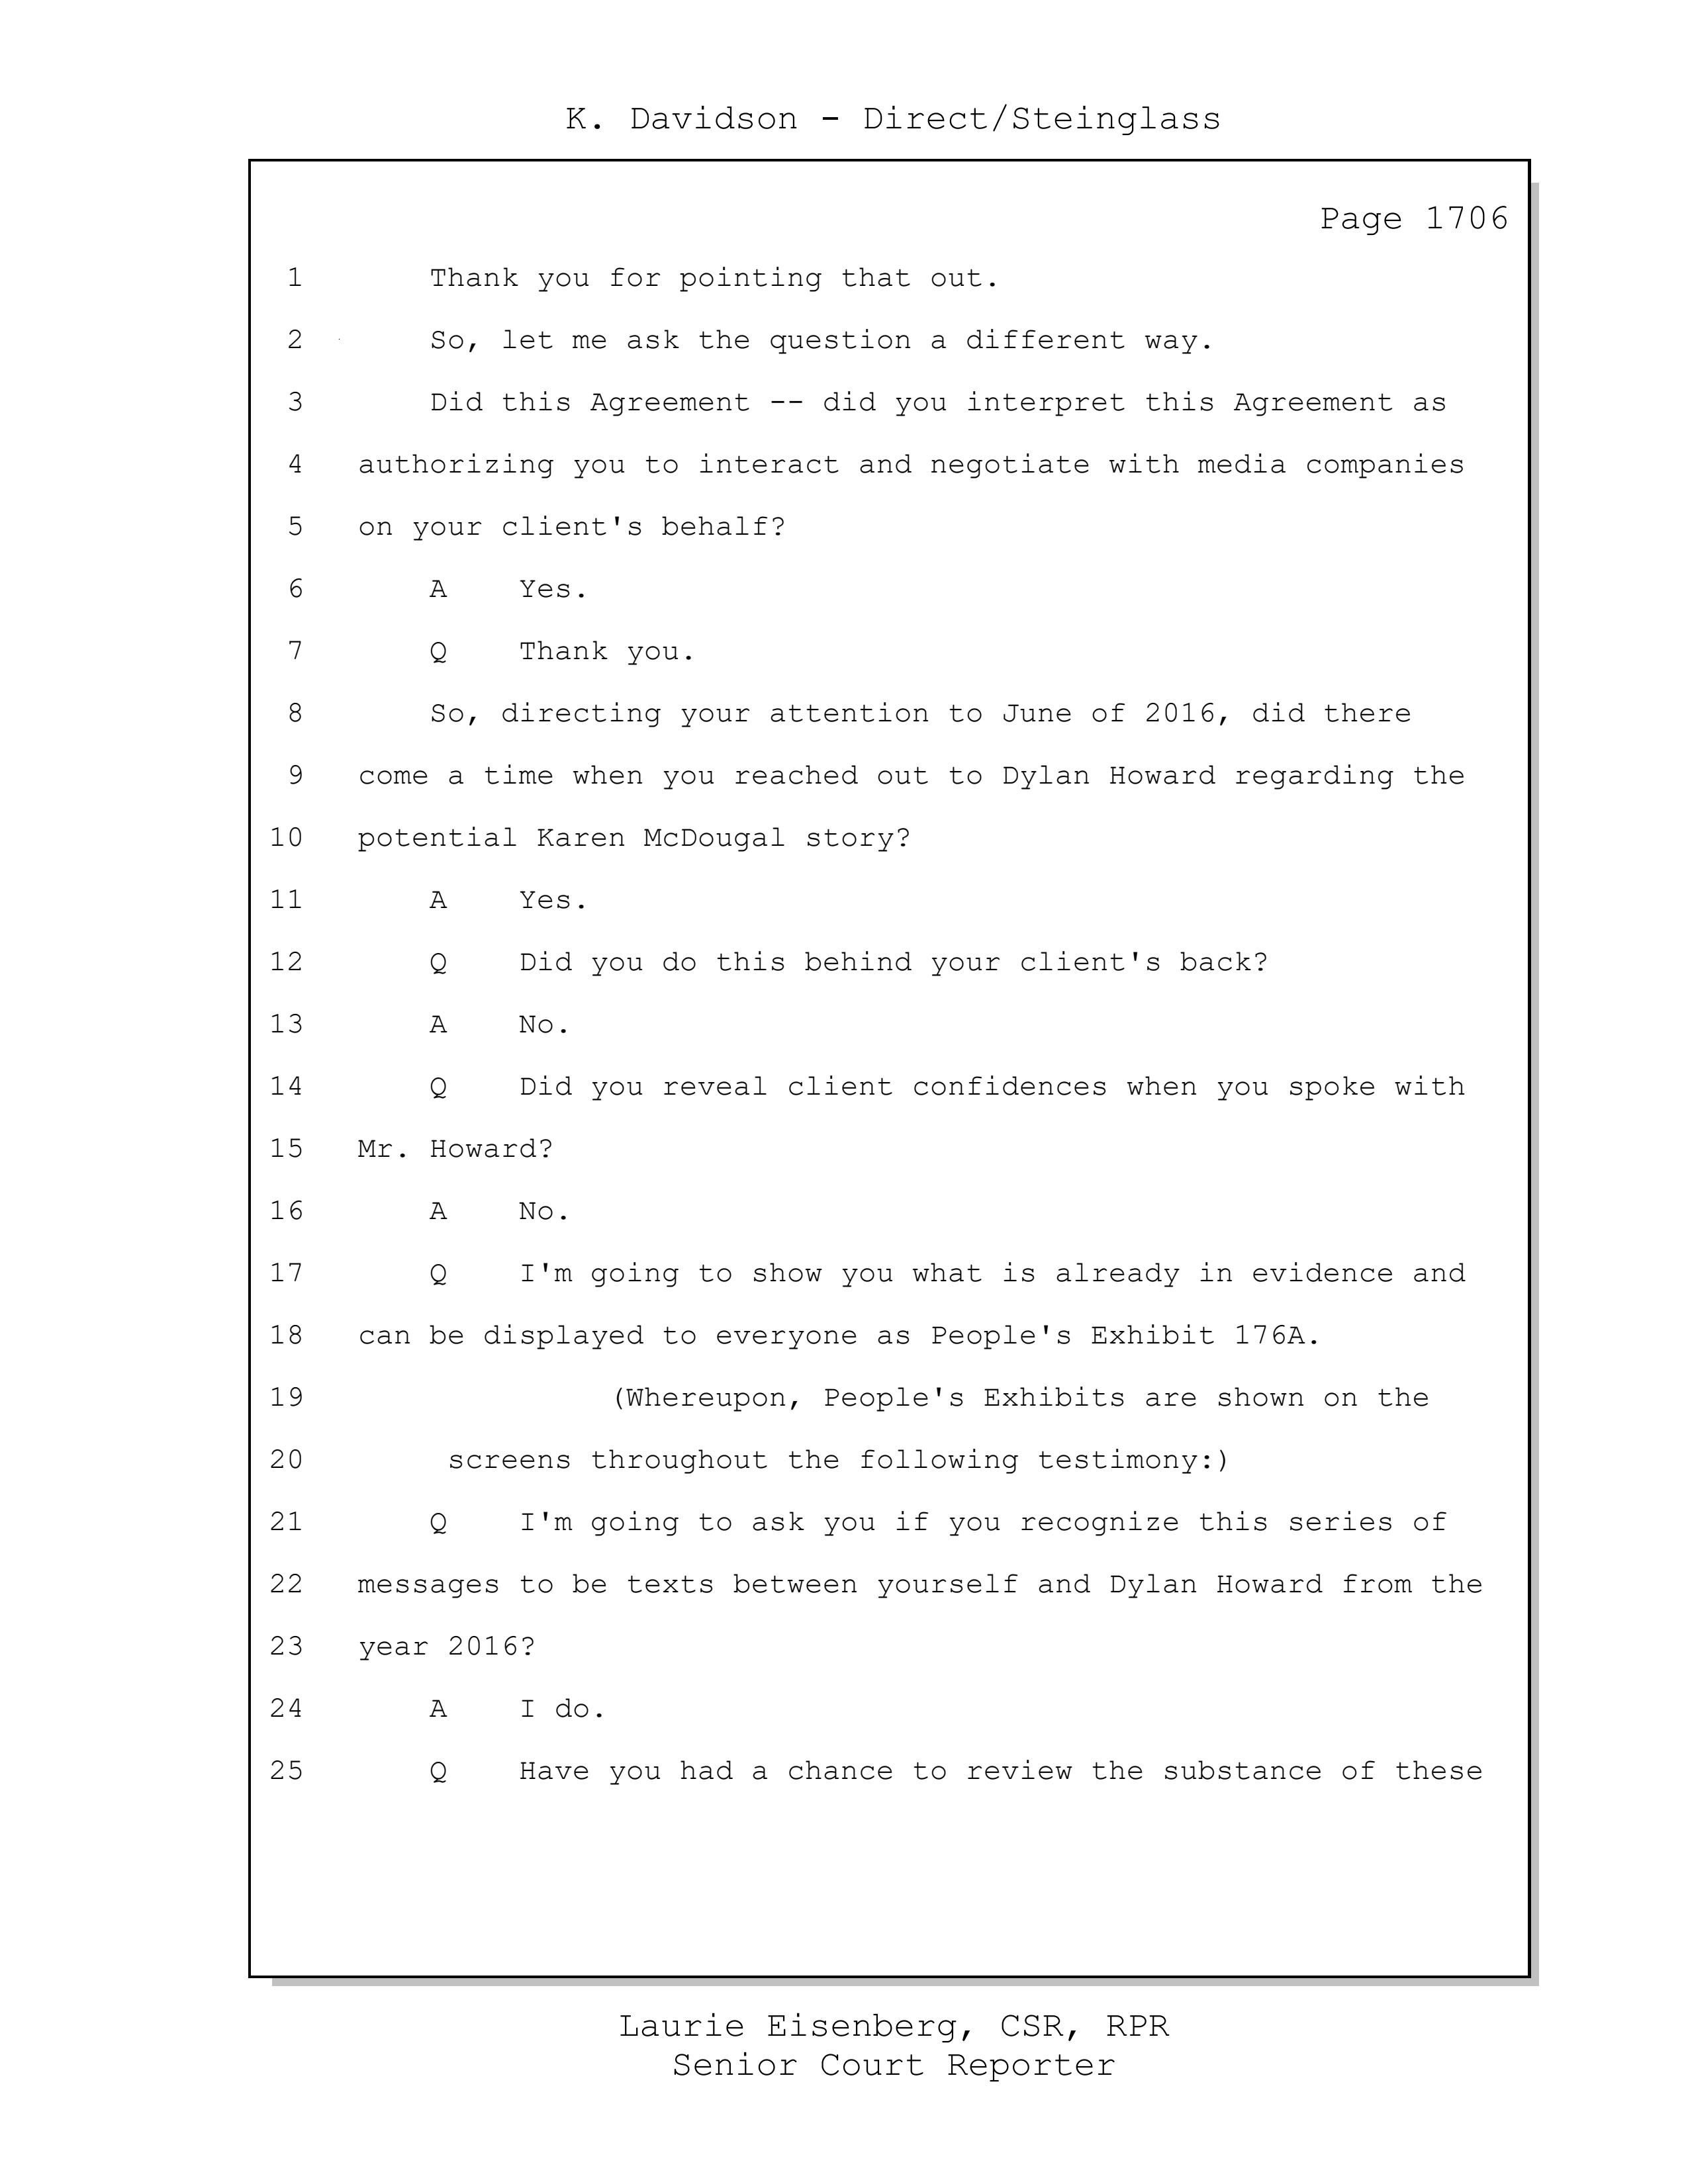 K. Davidson - Direct/Steinglass
Page 1706
1 Thank you for pointing that out.
2 So, let me ask the question a different way.
3 Did this Agreement -- did you interpret this Agreement as
4 authorizing you to interact and negotiate with media companies
5 on your client's behalf?
6 A Yes.
7 Q Thank you.
8 So, directing your attention to June of 2016, did there
9 come a time when you reached out to Dylan Howard regarding the
10 potential Karen McDougal story?
11 A Yes.
12 Q Did you do this behind your client's back?
13 A No.
14 Q Did you reveal client confidences when you spoke with
15 Mr. Howard?
16 A No.
17 Q I'm going to show you what is already in evidence and
18 can be displayed to everyone as People's Exhibit 176A.
19 (Whereupon, People's Exhibits are shown on the
20 screens throughout the following testimony:)
21 Q I'm going to ask you if you recognize this series of
22 messages to be texts between yourself and Dylan Howard from the
23 year 2016?
24 A I do.
25 Q Have you had a chance to review the substance of these
Laurie Eisenberg, CSR, RPR
Senior Court Reporter